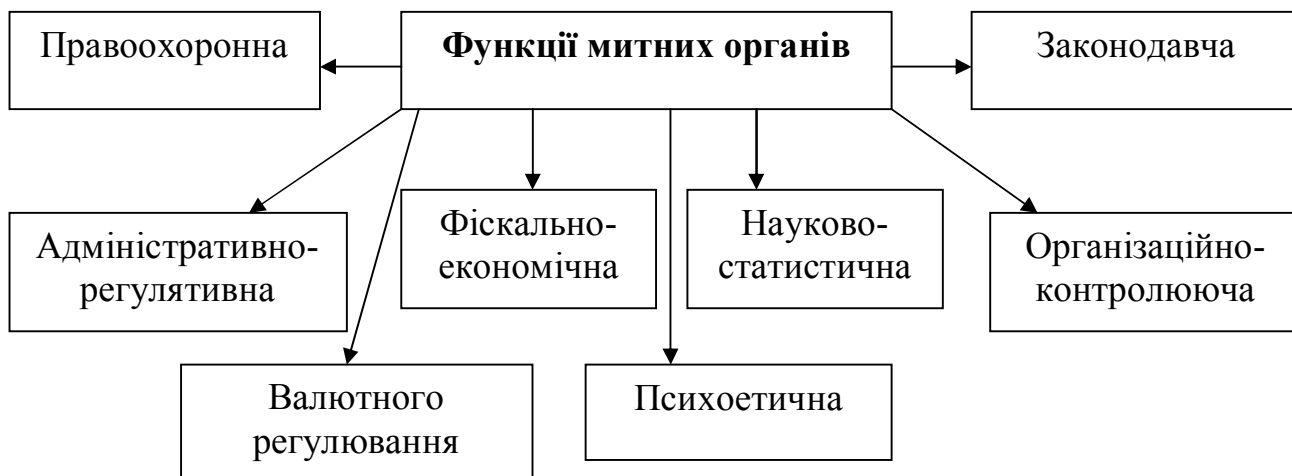 Правоохоронна
Функції митних органів
Законодавча
Адміністративно-
регулятивна
Фіскально-
економічна
Науково-
статистична
Організаційно-
контролююча
Валютного
регулювання
Психоетична